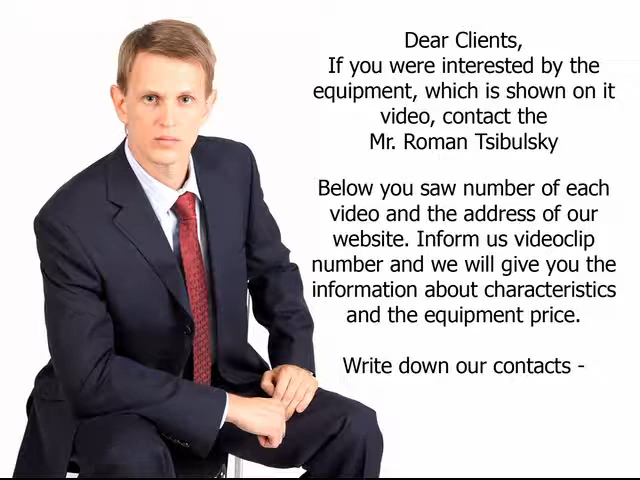 Dear Clients,
If you were interested by the
equipment, which is shown on it
video, contact the
Mr. Roman Tsibulsky
Below you saw number of each
video and the address of our
website. Inform us videoclip
number and we will give you the
information about characteristics
and the equipment price.
Write down our contacts -